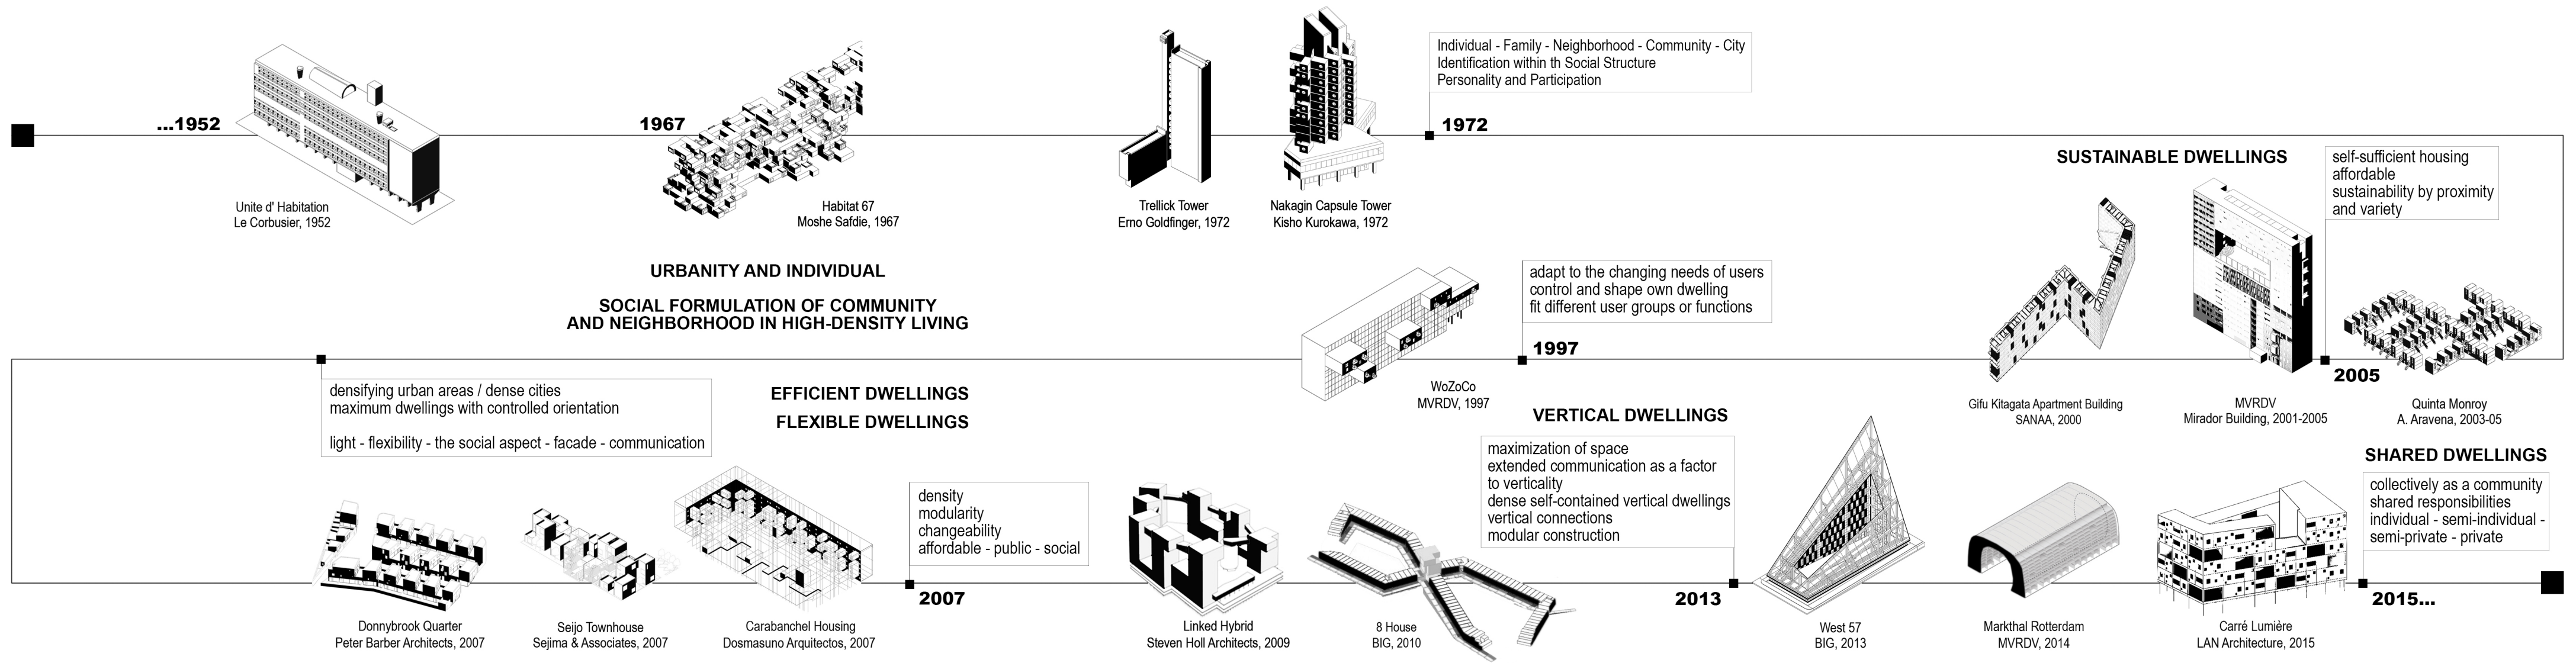 ...1952
Unite d' Habitation
Le Corbusier, 1952
1967
Habitat 67
Moshe Safdie, 1967
Trellick Tower
Erno Goldfinger, 1972
Nakagin Capsule Tower
Kisho Kurokawa, 1972
1972
Individual - Family - Neighborhood - Community - City
Identification within th Social Structure
Personality and Participation
URBANITY AND INDIVIDUAL
SOCIAL FORMULATION OF COMMUNITY
AND NEIGHBORHOOD IN HIGH-DENSITY LIVING
WoZoCo
MVRDV, 1997
adapt to the changing needs of users
control and shape own dwelling
fit different user groups or functions
1997
SUSTAINABLE DWELLINGS
self-sufficient housing
affordable
sustainability by proximity
and variety
Gifu Kitagata Apartment Building
SANAA, 2000
MVRDV
Mirador Building, 2001-2005
2005
Quinta Monroy
A. Aravena, 2003-05
densifying urban areas / dense cities
maximum dwellings with controlled orientation
light - flexibility - the social aspect - facade - communication
EFFICIENT DWELLINGS
FLEXIBLE DWELLINGS
Donnybrook Quarter
Peter Barber Architects, 2007
Seijo Townhouse
Sejima & Associates, 2007
Carabanchel Housing
Dosmasuno Arquitectos, 2007
density
modularity
changeability
affordable - public - social
2007
Linked Hybrid
Steven Holl Architects, 2009
8 House
BIG, 2010
VERTICAL DWELLINGS
maximization of space
extended communication as a factor
to verticality
dense self-contained vertical dwellings
vertical connections
modular construction
2013
West 57
BIG, 2013
Markthal Rotterdam
MVRDV, 2014
Carré Lumière
LAN Architecture, 2015
SHARED DWELLINGS
collectively as a community
shared responsibilities
individual - semi-individual -
semi-private - private
2015...